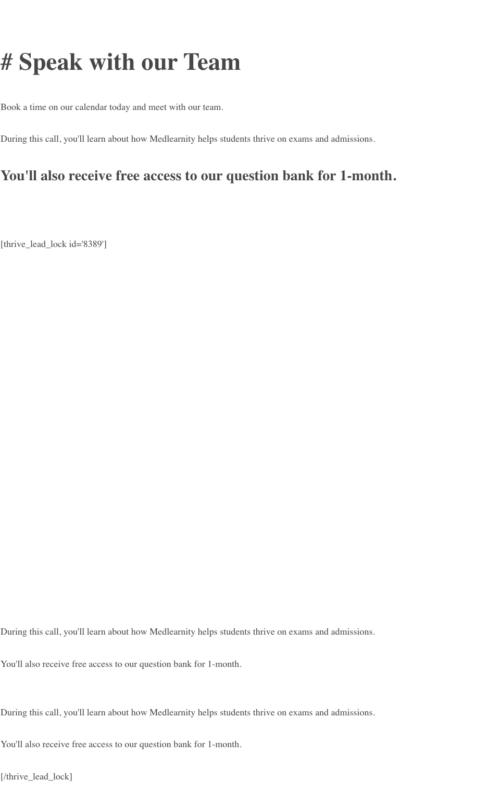 # Speak with our Team
Book a time on our calendar today and meet with our team.
During this call, you'll learn about how Medlearnity helps students thrive on exams and admissions.
You'll also receive free access to our question bank for 1-month.
[thrive_lead_lock id='8389']
During this call, you'll learn about how Medlearnity helps students thrive on exams and admissions.
You'll also receive free access to our question bank for 1-month.
During this call, you'll learn about how Medlearnity helps students thrive on exams and admissions.
You'll also receive free access to our question bank for 1-month.
[/thrive_lead_lock]